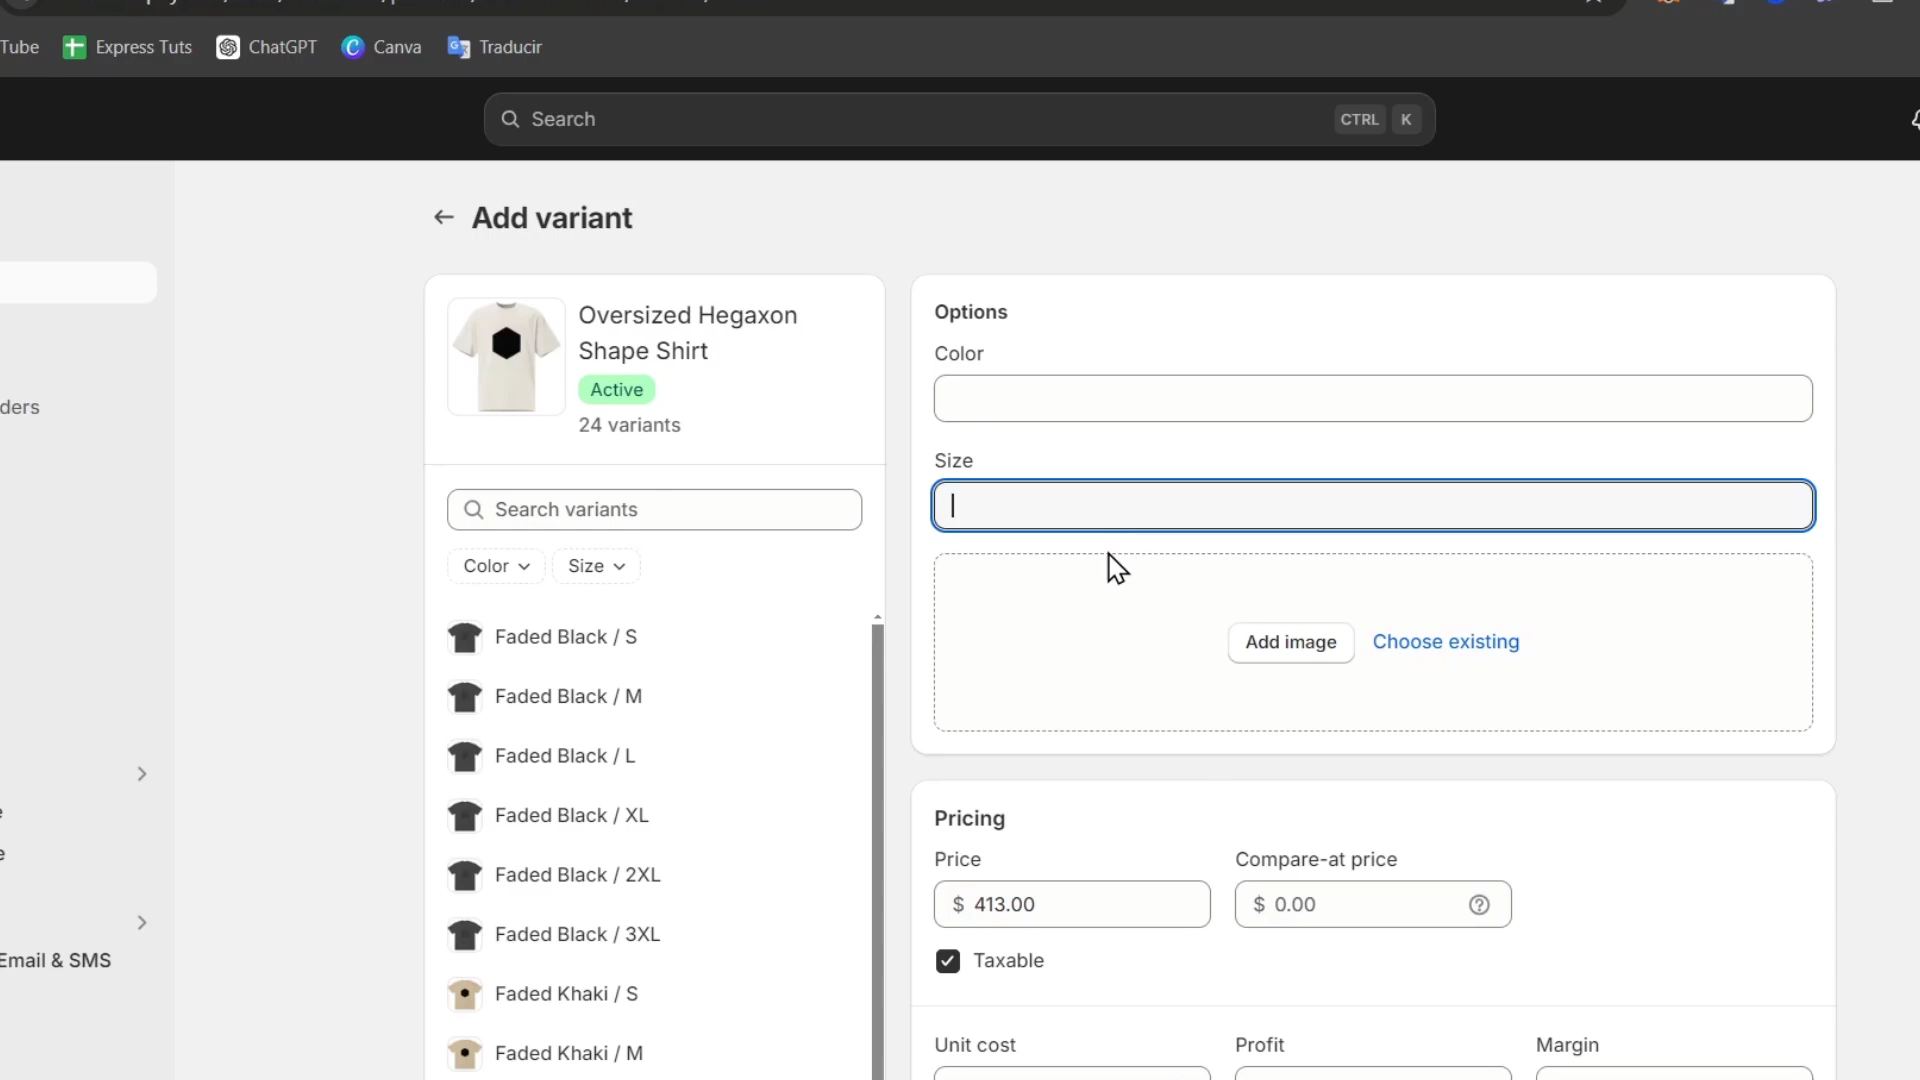 Tube
Express Tuts
ChatGPT
Canva
Traducir
Search
CTRL
K
ders
Email & SMS
Add variant
Oversized Hegaxon
Shape Shirt
Active
24 variants
Search variants
Color
Size
Faded Black / S
Faded Black / M
Faded Black / L
Faded Black / XL
Faded Black / 2XL
Faded Black / 3XL
Faded Khaki / S
Faded Khaki / M
Options
Color
Size
Add image
Choose existing
Pricing
Price
Compare-at price
$ 413.00
$ 0.00
Taxable
Unit cost
Profit
Margin